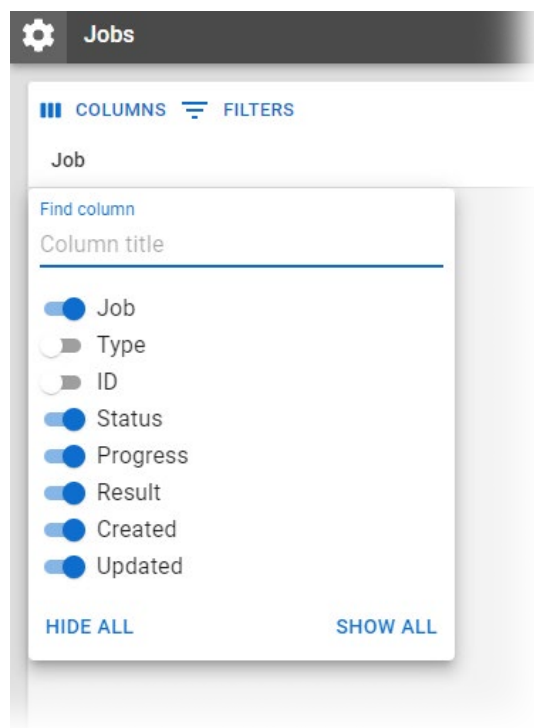 Jobs
COLUMNS FILTERS
Job
Find column
Column title
Job
Type
ID
Status
Progress
Result
Created
Updated
HIDE ALL SHOW ALL